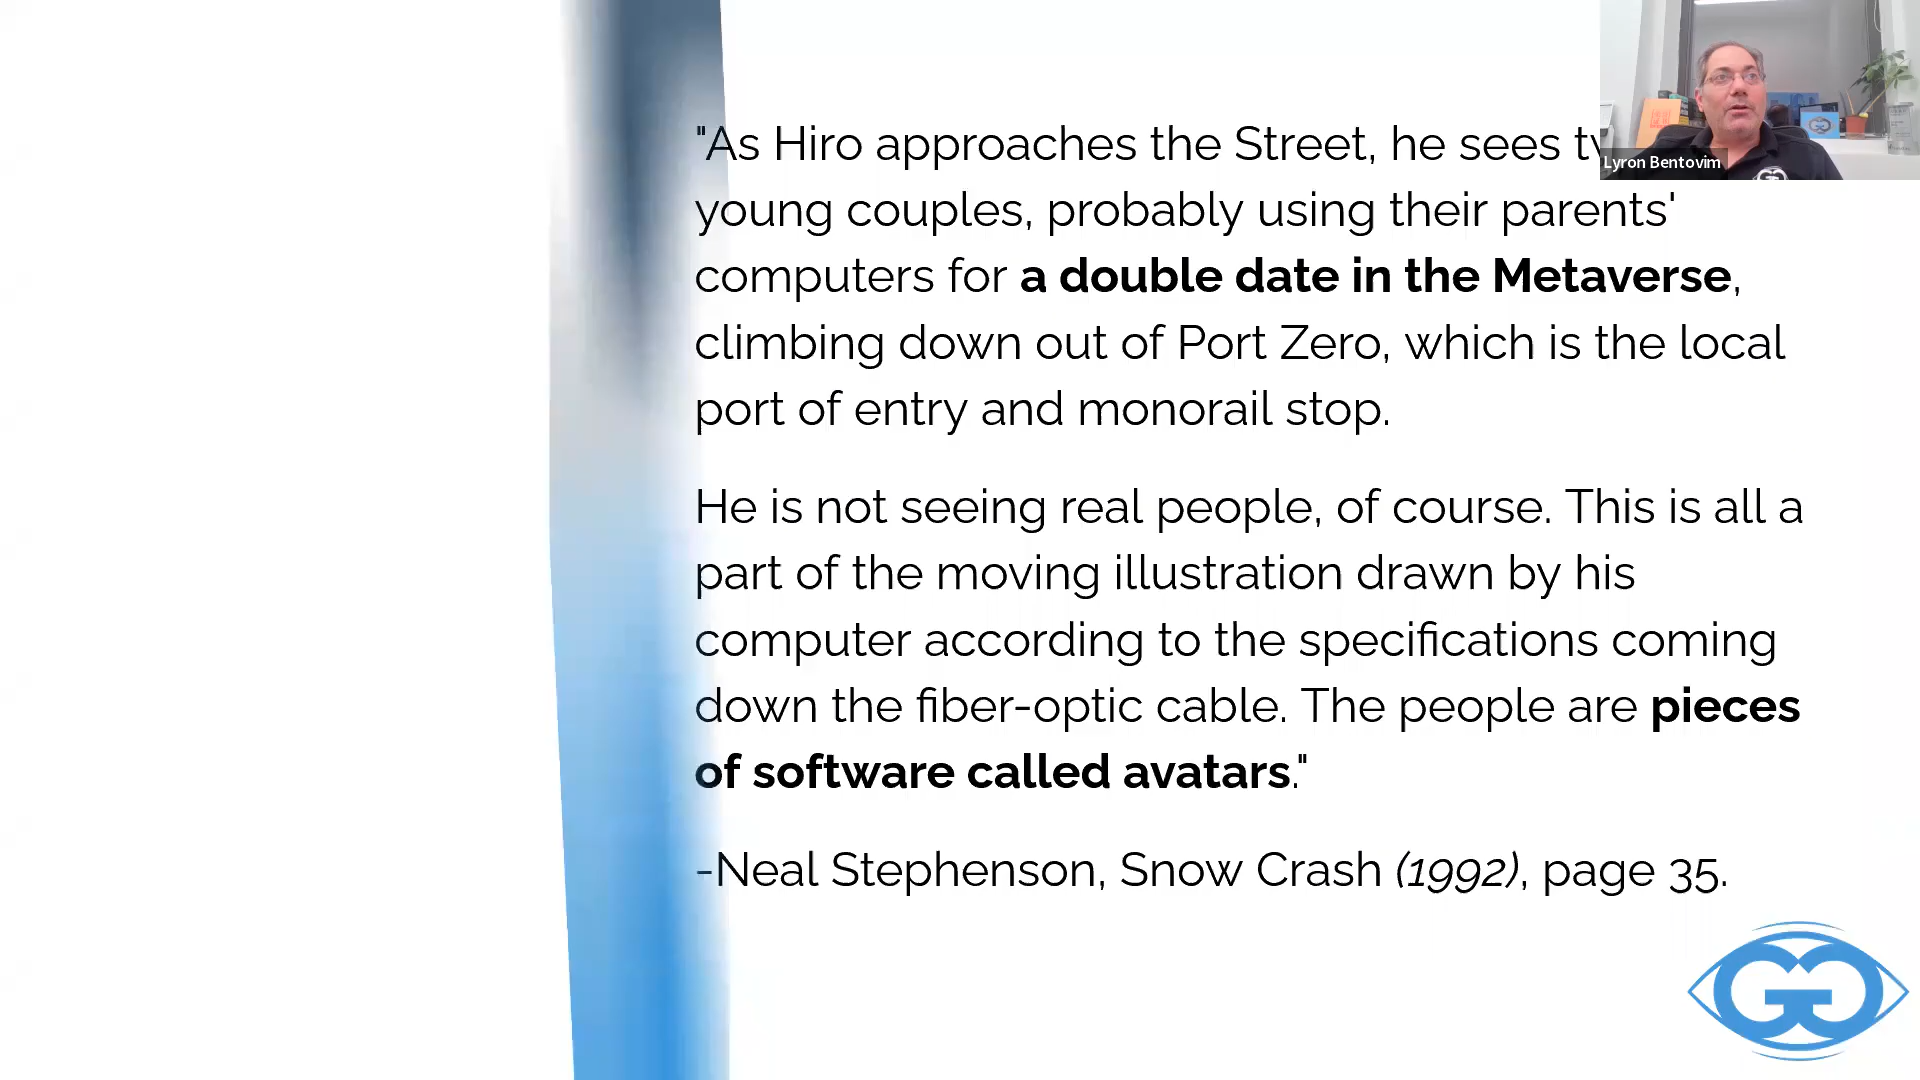 "As Hiro approaches the Street, he sees
young couples, probably using their parents'
computers for a double date in the Metaverse,
climbing down out of Port Zero, which is the local
port of entry and monorail stop.
He is not seeing real people, of course. This is all a
part of the moving illustration drawn by his
computer according to the specifications coming
down the fiber-optic cable. The people are pieces
of software called avatars."
-Neal Stephenson, Snow Crash (1992), page 35.
Lyron Bentovim
GG